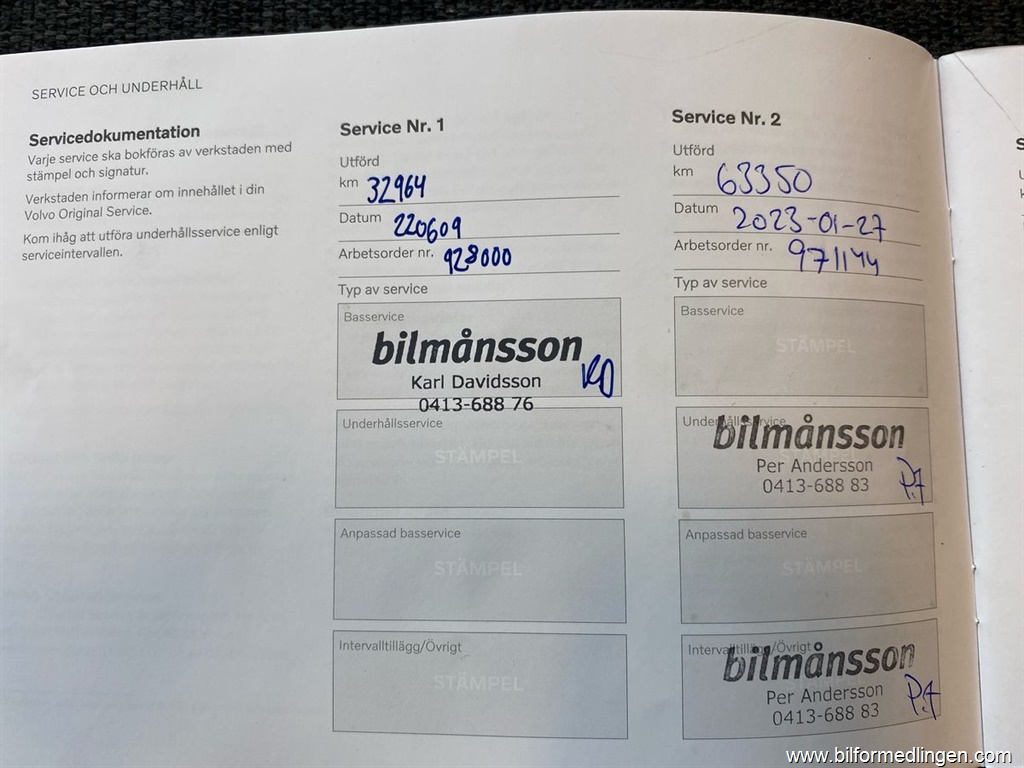 SERVICE OCH UNDERHÅLL
Servicedokumentation
Varje service ska bokföras av verkstaden med
stämpel och signatur.
Verkstaden informerar om innehållet i din
Volvo Original Service.
Kom ihåg att utföra underhållsservice enligt
serviceintervallen.
Service Nr. 1
Utförd
km 32964
Datum 220609
Arbetsorder nr. 928000
Typ av service
Basservice
bilmånsson
Karl Davidsson
KD
0413-688 76
Underhållsservice
STÄMPEL
Anpassad basservice
STÄMPEL
Intervalltillägg/Övrigt
STÄMPEL
Service Nr. 2
Utförd
km 63350
Datum 2023-01-27
Arbetsorder nr. 971144
Typ av service
Basservice
STÄMPEL
Underhållsservice
bilmånsson
Per Andersson
0413-688 83
P.A
Anpassad basservice
STÄMPEL
Intervalltillägg/Övrigt
bilmånsson
Per Andersson
0413-688 83
P.A
www.bilformedlingen.com